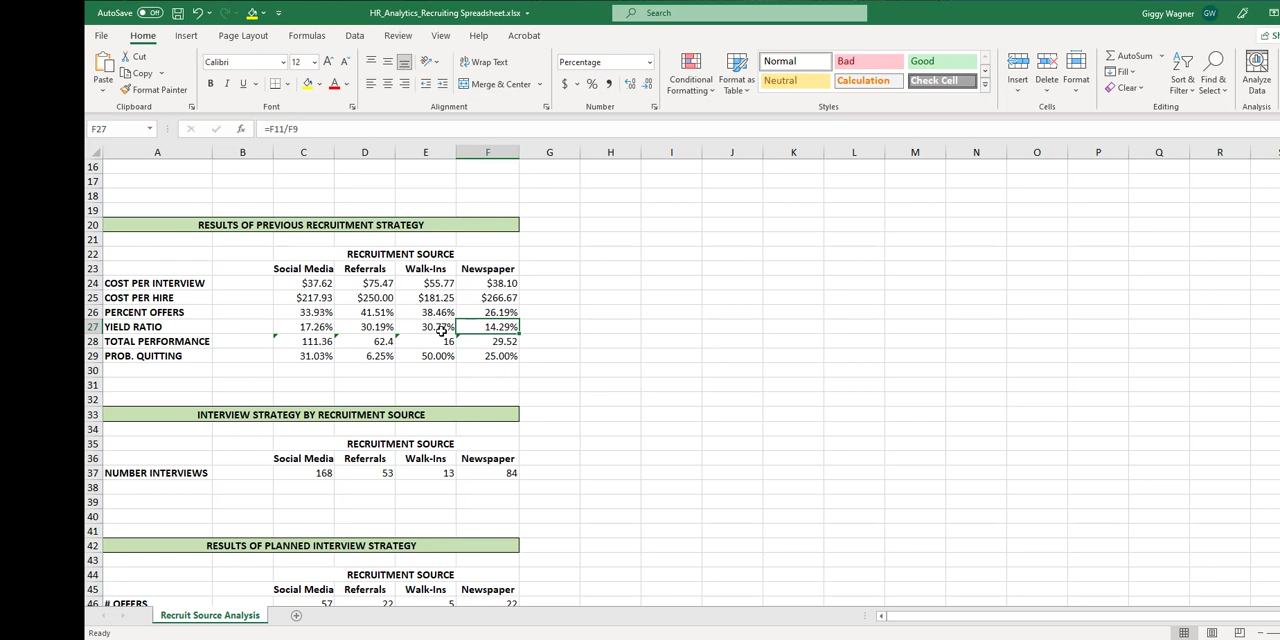 AutoSave Off HR_Analytics_Recruiting Spreadsheet.xlsx Search Giggy Wagner GW
File Home Insert Page Layout Formulas Data Review View Help Acrobat
Paste Cut Copy Format Painter Clipboard
Calibri 12 B I U Font
Wrap Text Merge & Center Alignment
Percentage $ % Number
Conditional Formatting Format as Table Normal Bad Good Neutral Calculation Check Cell Styles
Insert Delete Format Cells
AutoSum Fill Clear Sort & Filter Find & Select Editing
Analyze Data Analysis
F27 fx =F11/F9
A B C D E F G H I J K L M N O P Q R
16
17
18
19
20 RESULTS OF PREVIOUS RECRUITMENT STRATEGY
21
22 RECRUITMENT SOURCE
23 Social Media Referrals Walk-Ins Newspaper
24 COST PER INTERVIEW $37.62 $75.47 $55.77 $38.10
25 COST PER HIRE $217.93 $250.00 $181.25 $266.67
26 PERCENT OFFERS 33.93% 41.51% 38.46% 26.19%
27 YIELD RATIO 17.26% 30.19% 30.77% 14.29%
28 TOTAL PERFORMANCE 111.36 62.4 16 29.52
29 PROB. QUITTING 31.03% 6.25% 50.00% 25.00%
30
31
32
33 INTERVIEW STRATEGY BY RECRUITMENT SOURCE
34
35 RECRUITMENT SOURCE
36 Social Media Referrals Walk-Ins Newspaper
37 NUMBER INTERVIEWS 168 53 13 84
38
39
40
41
42 RESULTS OF PLANNED INTERVIEW STRATEGY
43
44 RECRUITMENT SOURCE
45 Social Media Referrals Walk-Ins Newspaper
46 # OFFERS 57 22 5 22
Recruit Source Analysis
Ready